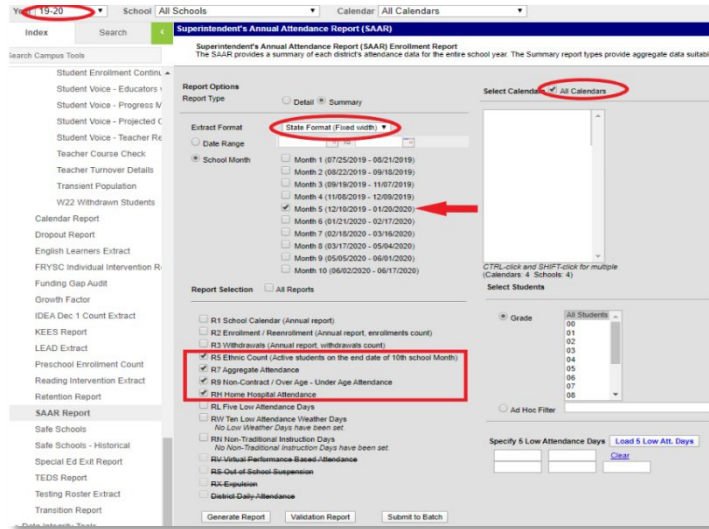 Year 19-20 School All Schools Calendar All Calendars
Index Search
Search Campus Tools
Student Enrollment Continu
Student Voice - Educators
Student Voice - Progress M
Student Voice - Projected
Student Voice - Teacher Re
Teacher Course Check
Teacher Turnover Details
Transient Population
W22 Withdrawn Students
Calendar Report
Dropout Report
English Learners Extract
FRYSC Individual Intervention R
Funding Gap Audit
Growth Factor
IDEA Dec 1 Count Extract
KEES Report
LEAD Extract
Preschool Enrollment Count
Reading Intervention Extract
Retention Report
SAAR Report
Safe Schools
Safe Schools - Historical
Special Ed Exit Report
TEDS Report
Testing Roster Extract
Transition Report
Data Integrity Tools
Superintendent's Annual Attendance Report (SAAR)
Superintendent's Annual Attendance Report (SAAR) Enrollment Report
The SAAR provides a summary of each district's attendance data for the entire school year. The Summary report types provide aggregate data suitabl
Report Options
Report Type Detail Summary
Extract Format State Format (Fixed width)
Date Range to
School Month Month 1 (07/25/2019 - 08/21/2019)
Month 2 (08/22/2019 - 09/18/2019)
Month 3 (09/19/2019 - 11/07/2019)
Month 4 (11/08/2019 - 12/09/2019)
Month 5 (12/10/2019 - 01/20/2020)
Month 6 (01/21/2020 - 02/17/2020)
Month 7 (02/18/2020 - 03/16/2020)
Month 8 (03/17/2020 - 05/04/2020)
Month 9 (05/05/2020 - 06/01/2020)
Month 10 (06/02/2020 - 06/17/2020)
Report Selection All Reports
R1 School Calendar (Annual report)
R2 Enrollment / Reenrollment (Annual report, enrollments count)
R3 Withdrawals (Annual report, withdrawals count)
R5 Ethnic Count (Active students on the end date of 10th school Month)
R7 Aggregate Attendance
R9 Non-Contract / Over Age - Under Age Attendance
RH Home Hospital Attendance
RL Five Low Attendance Days
RW Ten Low Attendance Weather Days
No Low Weather Days have been set.
RN Non-Traditional Instruction Days
No Non-Traditional Instruction Days have been set.
RV Virtual Performance Based Attendance
RS Out of School Suspension
RX Expulsion
District Daily Attendance
Generate Report Validation Report Submit to Batch
Select Calendars All Calendars
CTRL-click and SHIFT-click for multiple
(Calendars: 4 Schools: 4)
Select Students
Grade All Students
00
01
02
03
04
05
06
07
08
Ad Hoc Filter
Specify 5 Low Attendance Days Load 5 Low Att. Days
Clear